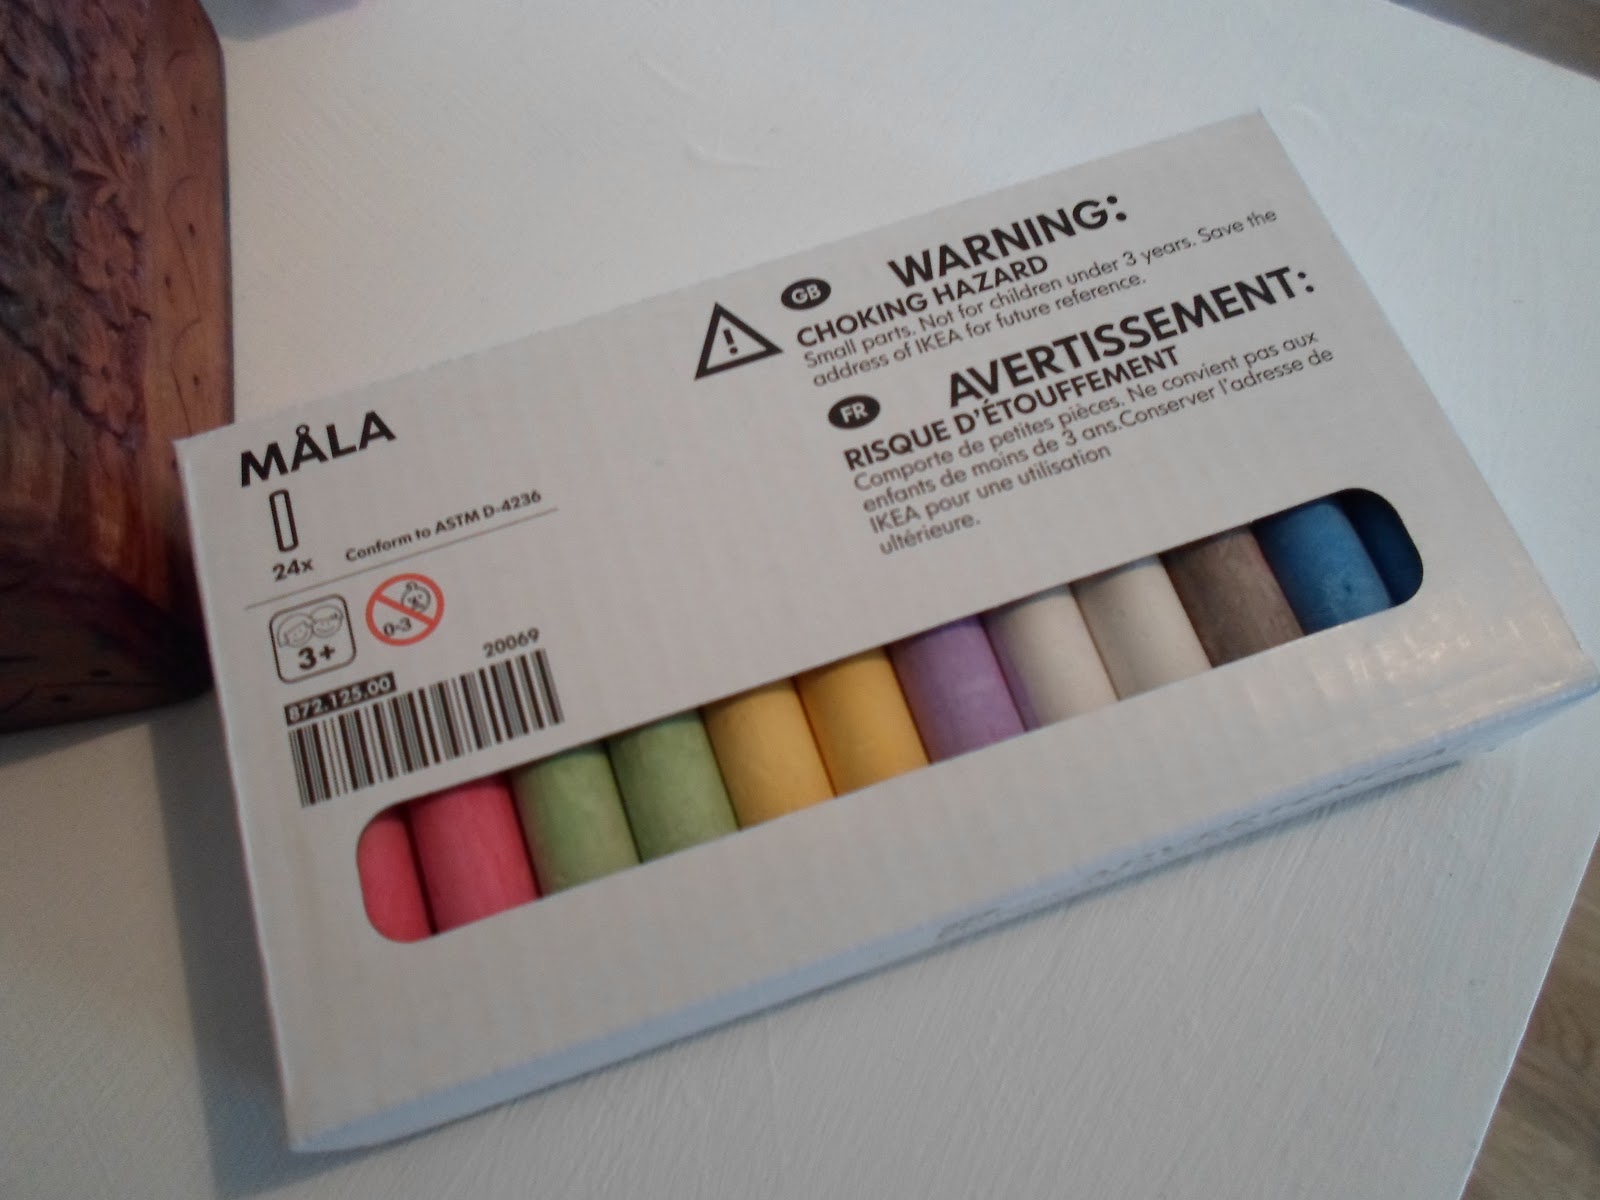 MÅLA
24x
Conform to ASTM D-4236
3+
0-3
872.125.00
20069
GB
WARNING:
CHOKING HAZARD
Small parts. Not for children under 3 years. Save the
address of IKEA for future reference.
FR
AVERTISSEMENT:
RISQUE D'ÉTOUFFEMENT
Comporte de petites pièces. Ne convient pas aux
enfants de moins de 3 ans.Conserver l'adresse de
IKEA pour une utilisation
ultérieure.